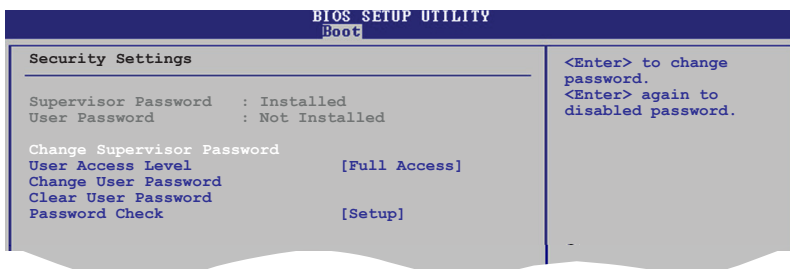 BIOS SETUP UTILITY
Boot
Security Settings
Supervisor Password : Installed
User Password : Not Installed
Change Supervisor Password
User Access Level [Full Access]
Change User Password
Clear User Password
Password Check [Setup]
<Enter> to change
password.
<Enter> again to
disabled password.